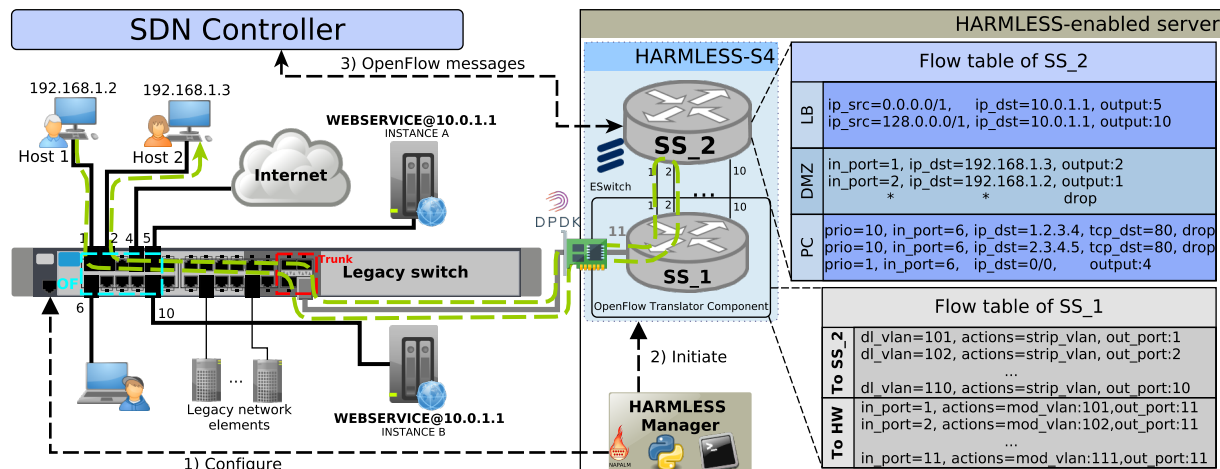 SDN Controller
HARMLESS-enabled server
3) OpenFlow messages
HARMLESS-S4
Flow table of SS_2
192.168.1.2
192.168.1.3
Host 1
Host 2
WEBSERVICE@10.0.1.1
INSTANCE A
Internet
SS_2
ESwitch
LB
ip_src=0.0.0.0/1, ip_dst=10.0.1.1, output:5
ip_src=128.0.0.0/1, ip_dst=10.0.1.1, output:10
DMZ
in_port=1, ip_dst=192.168.1.3, output:2
in_port=2, ip_dst=192.168.1.2, output:1
* * drop
PC
prio=10, in_port=6, ip_dst=1.2.3.4, tcp_dst=80, drop
prio=10, in_port=6, ip_dst=2.3.4.5, tcp_dst=80, drop
prio=1, in_port=6, ip_dst=0/0, output:4
1 2 10
...
1 2 10
DPDK
11
SS_1
OpenFlow Translator Component
1 2 4 5
OF
Trunk
Legacy switch
6
10
...
Legacy network
elements
WEBSERVICE@10.0.1.1
INSTANCE B
1) Configure
2) Initiate
HARMLESS
Manager
NAPALM
Flow table of SS_1
To SS_2
dl_vlan=101, actions=strip_vlan, out_port:1
dl_vlan=102, actions=strip_vlan, out_port:2
...
dl_vlan=110, actions=strip_vlan, out_port:10
To HW
in_port=1, actions=mod_vlan:101,out_port:11
in_port=2, actions=mod_vlan:102,out_port:11
...
in_port=11, actions=mod_vlan:111,out_port:11